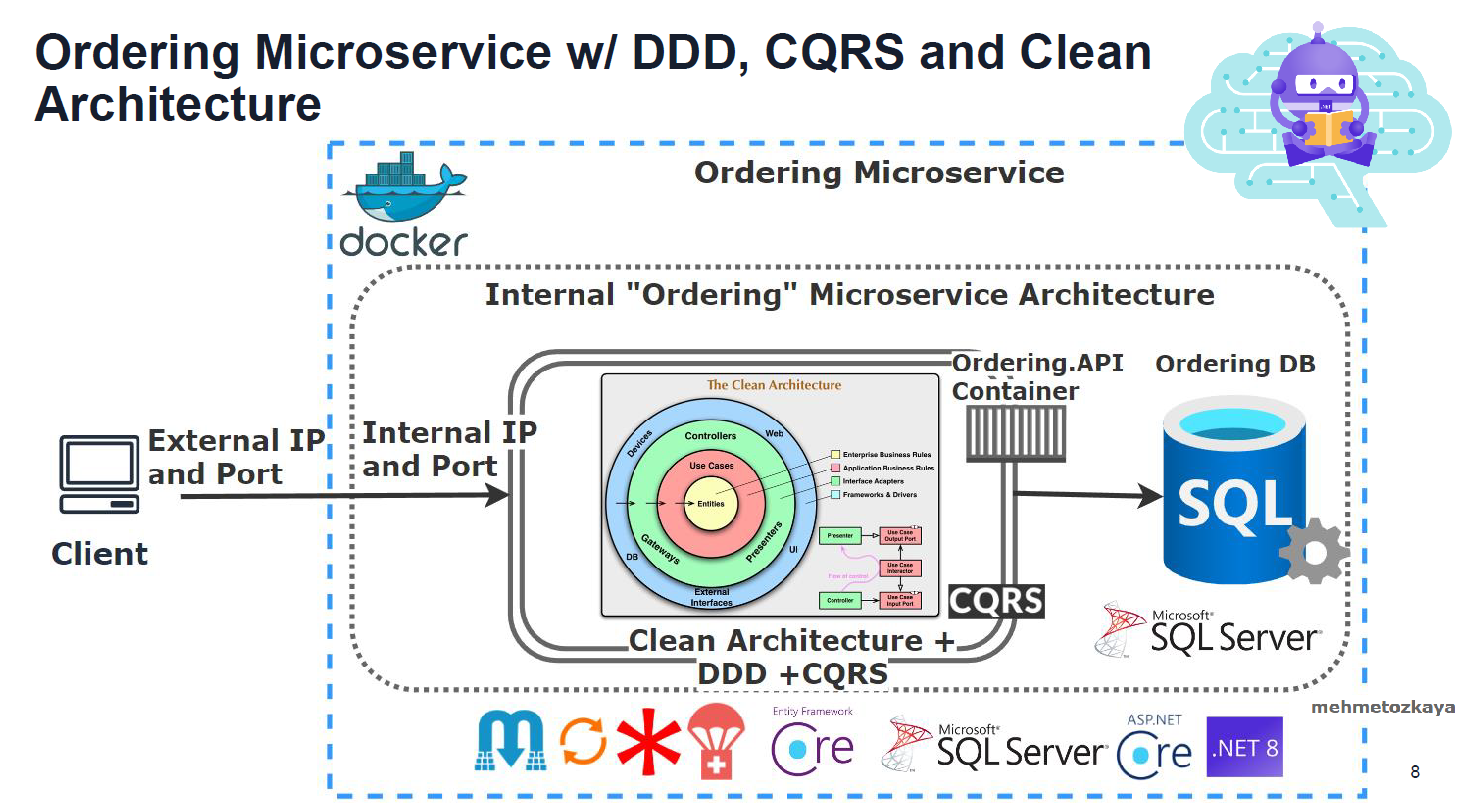 Ordering Microservice w/ DDD, CQRS and Clean
Architecture
.NET
Ordering Microservice
docker
Internal "Ordering" Microservice Architecture
Ordering.API
Container
Ordering DB
The Clean Architecture
Devices
Web
Controllers
Use Cases
Entities
Gateways
Presenters
DB
UI
External
Interfaces
Enterprise Business Rules
Application Business Rules
Interface Adapters
Frameworks & Drivers
Presenter
Use Case
Output Port
Flow of control
Use Case
Interactor
Controller
Use Case
Input Port
External IP
and Port
Internal IP
and Port
Client
SQL
CQRS
Clean Architecture +
DDD +CQRS
Microsoft®
SQL Server®
mehmetozkaya
Entity Framework
Core
Microsoft®
SQL Server®
ASP.NET
Core
.NET 8
8